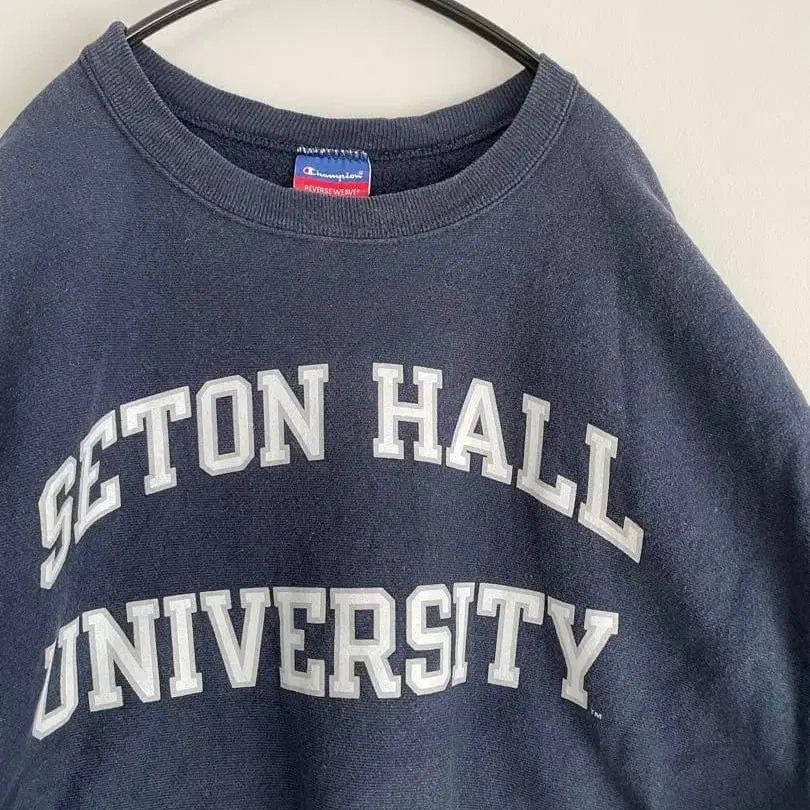 Champion
REVERSE WEAVE®
SETON HALL
UNIVERSITY
™